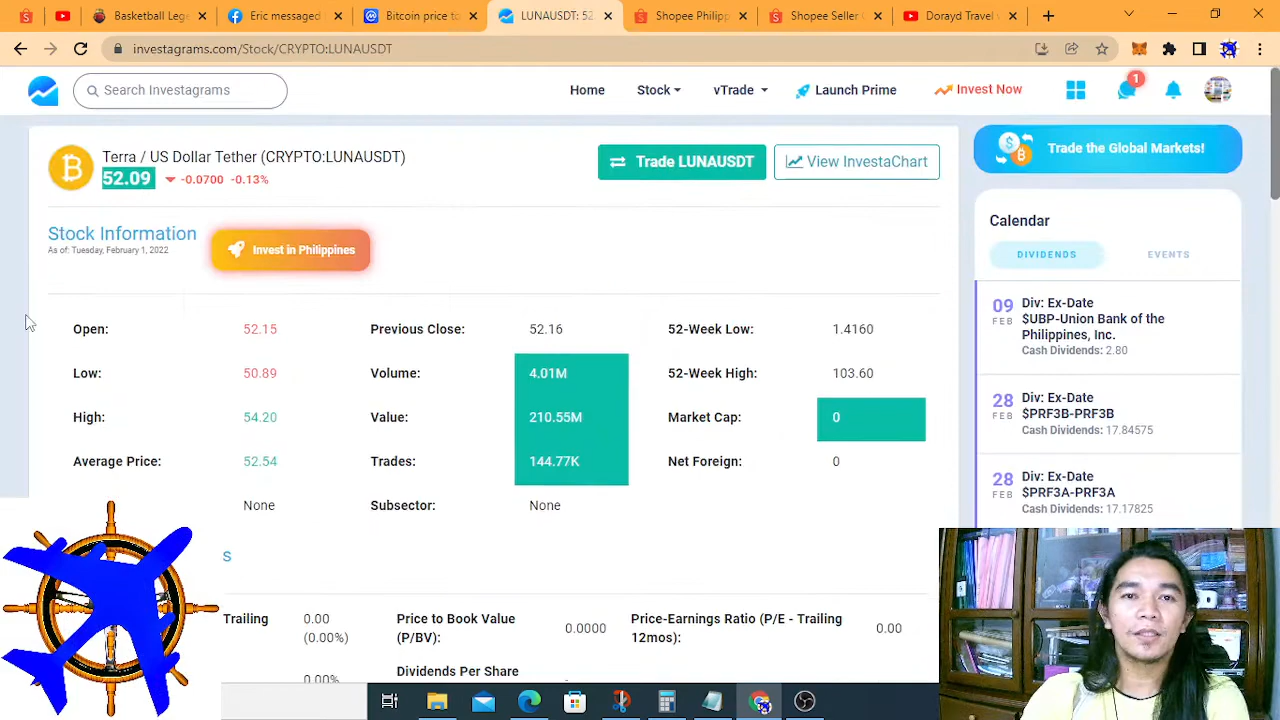 Basketball Leg
Eric messaged
Bitcoin price to
LUNAUSDT: 52
Shopee Philipp
Shopee Seller
Dorayd Travel
investagrams.com/Stock/CRYPTO:LUNAUSDT
Search Investagrams
Home
Stock
vTrade
Launch Prime
Invest Now
1
Terra / US Dollar Tether (CRYPTO:LUNAUSDT)
52.09 -0.0700 -0.13%
Trade LUNAUSDT
View InvestaChart
Stock Information
As of: Tuesday, February 1, 2022
Invest in Philippines
Open: 52.15 Previous Close: 52.16 52-Week Low: 1.4160
Low: 50.89 Volume: 4.01M 52-Week High: 103.60
High: 54.20 Value: 210.55M Market Cap: 0
Average Price: 52.54 Trades: 144.77K Net Foreign: 0
None Subsector: None
s
Trailing 0.00 Price to Book Value 0.0000 Price-Earnings Ratio (P/E - Trailing 0.00
(0.00%) (P/BV): 12mos):
0.00% Dividends Per Share
Trade the Global Markets!
Calendar
DIVIDENDS EVENTS
09 Div: Ex-Date
FEB $UBP-Union Bank of the
Philippines, Inc.
Cash Dividends: 2.80
28 Div: Ex-Date
FEB $PRF3B-PRF3B
Cash Dividends: 17.84575
28 Div: Ex-Date
FEB $PRF3A-PRF3A
Cash Dividends: 17.17825